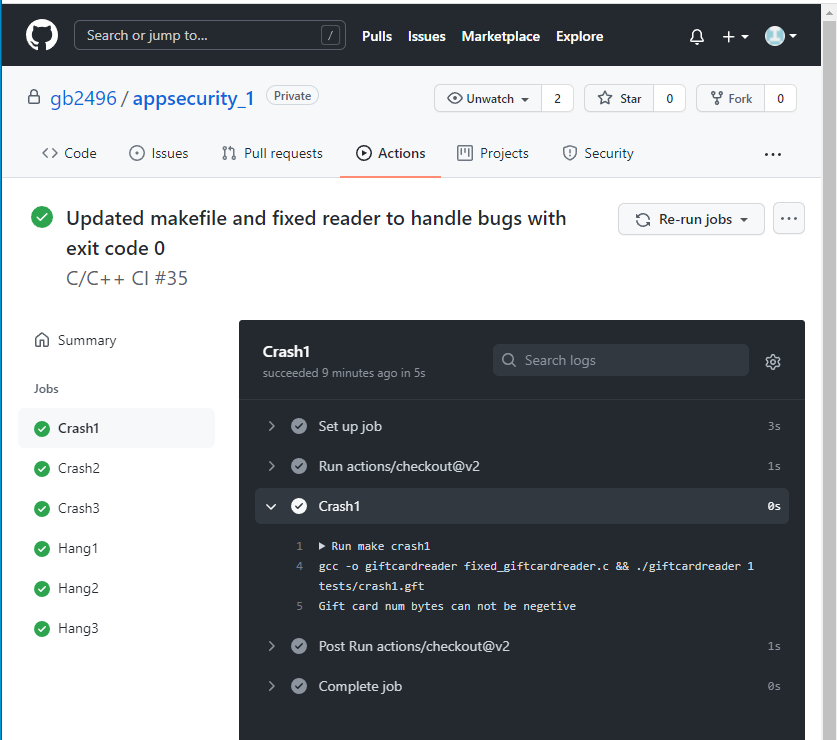 Search or jump to... /
Pulls Issues Marketplace Explore
gb2496 / appsecurity_1 Private
Unwatch 2 Star 0 Fork 0
Code Issues Pull requests Actions Projects Security ...
Updated makefile and fixed reader to handle bugs with
exit code 0
C/C++ CI #35
Re-run jobs ...
Summary
Jobs
Crash1
Crash2
Crash3
Hang1
Hang2
Hang3
Crash1
succeeded 9 minutes ago in 5s
Search logs
Set up job 3s
Run actions/checkout@v2 1s
Crash1 0s
1 Run make crash1
4 gcc -o giftcardreader fixed_giftcardreader.c && ./giftcardreader 1
tests/crash1.gft
5 Gift card num bytes can not be negetive
Post Run actions/checkout@v2 1s
Complete job 0s